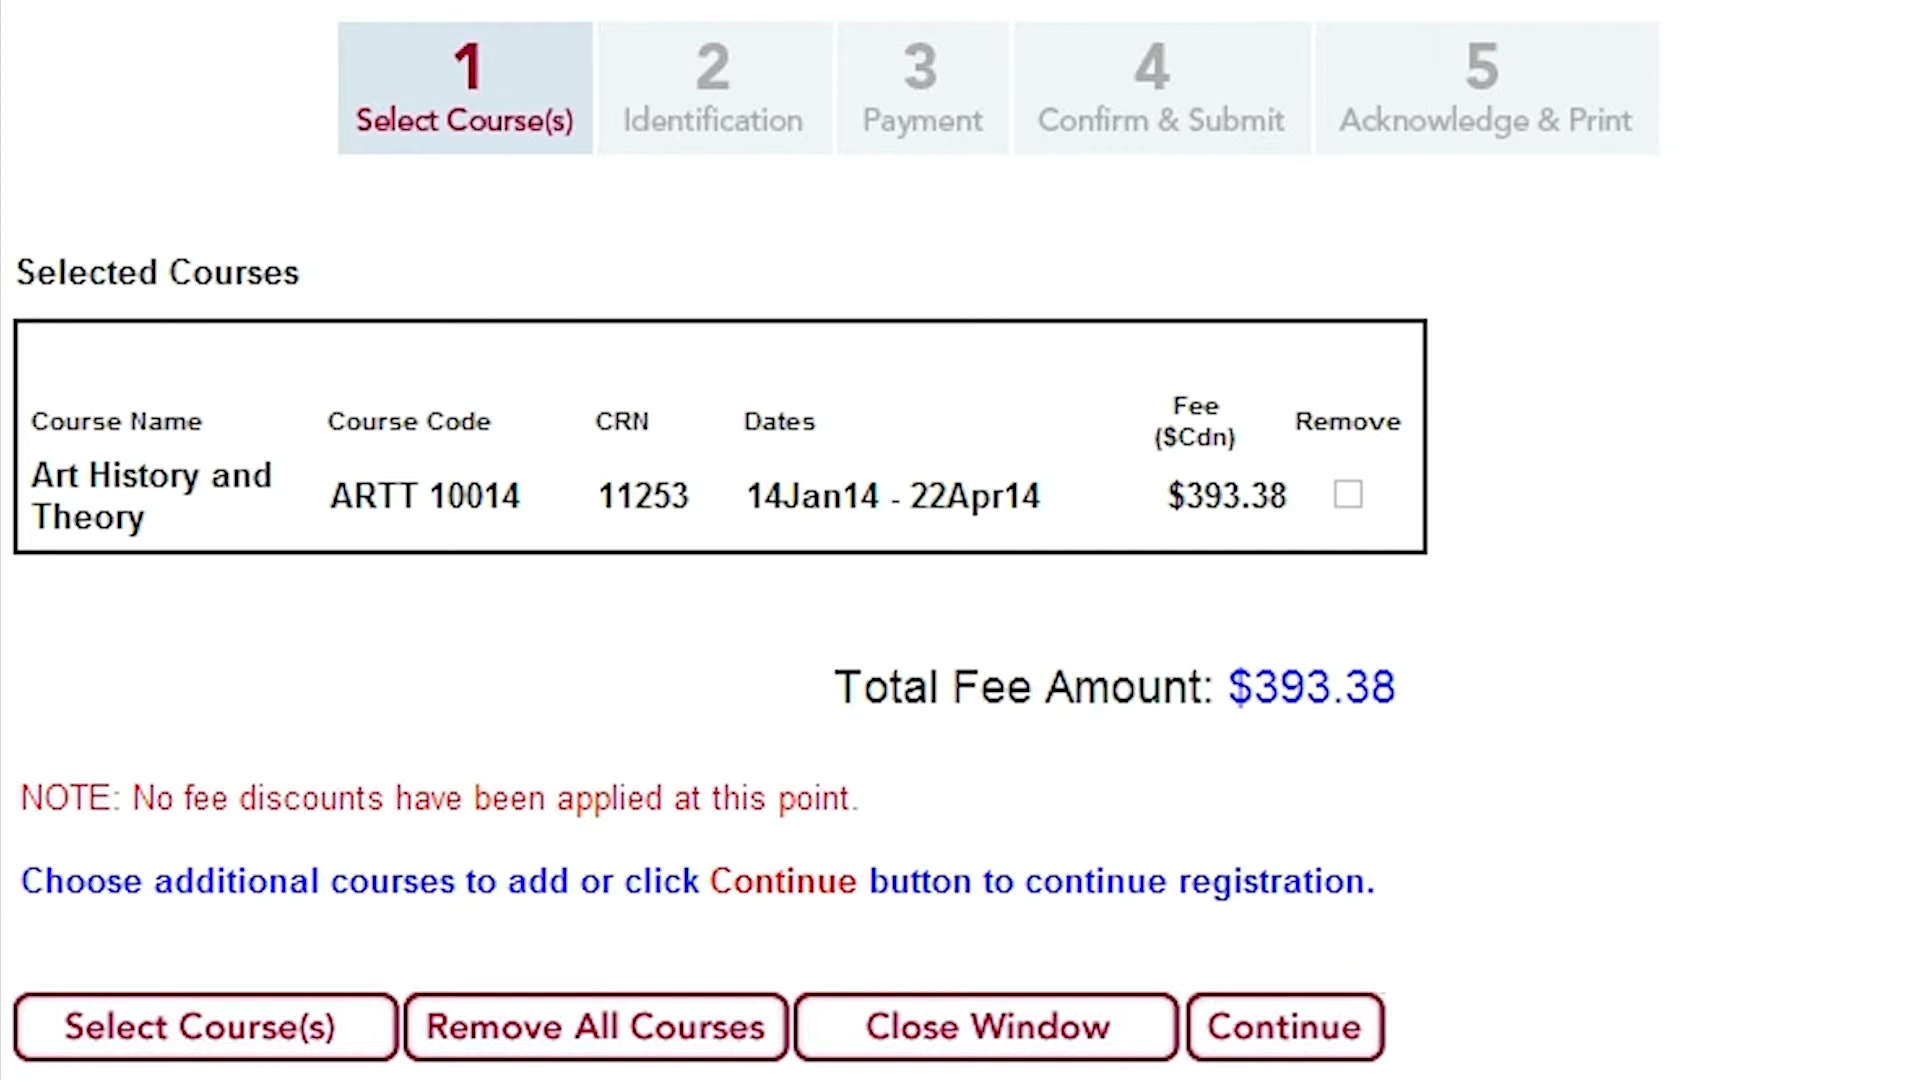 1
Select Course(s)
2
Identification
3
Payment
4
Confirm & Submit
5
Acknowledge & Print
Selected Courses
Course Name Course Code CRN Dates Fee ($Cdn) Remove
Art History and
Theory
ARTT 10014 11253 14Jan14 - 22Apr14 $393.38
Total Fee Amount: $393.38
NOTE: No fee discounts have been applied at this point.
Choose additional courses to add or click Continue button to continue registration.
Select Course(s) Remove All Courses Close Window Continue